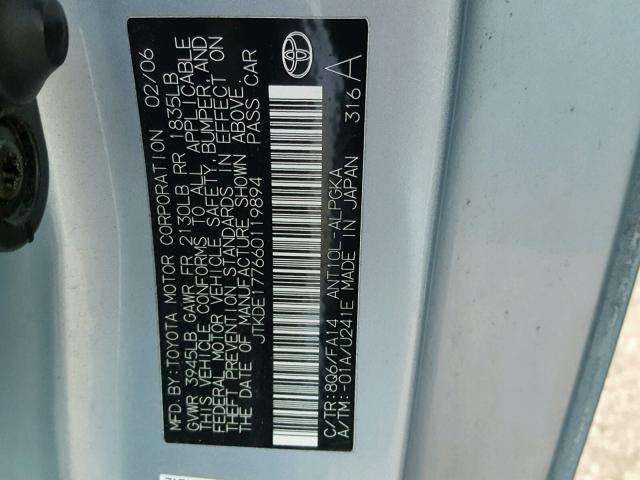 MFD. BY: TOYOTA MOTOR CORPORATION 02/06
GVWR 3945LB GAWR FR 2130LB RR 1835LB
THIS VEHICLE CONFORMS TO ALL APPLICABLE
FEDERAL MOTOR VEHICLE SAFETY, BUMPER, AND
THEFT PREVENTION STANDARDS IN EFFECT ON
THE DATE OF MANUFACTURE SHOWN ABOVE.
JTKDE177660119894 PASS CAR
C/TR: 8Q6/FA14 ANT10L-ALPGKA
A/TM: -01A/U241E MADE IN JAPAN 316 A